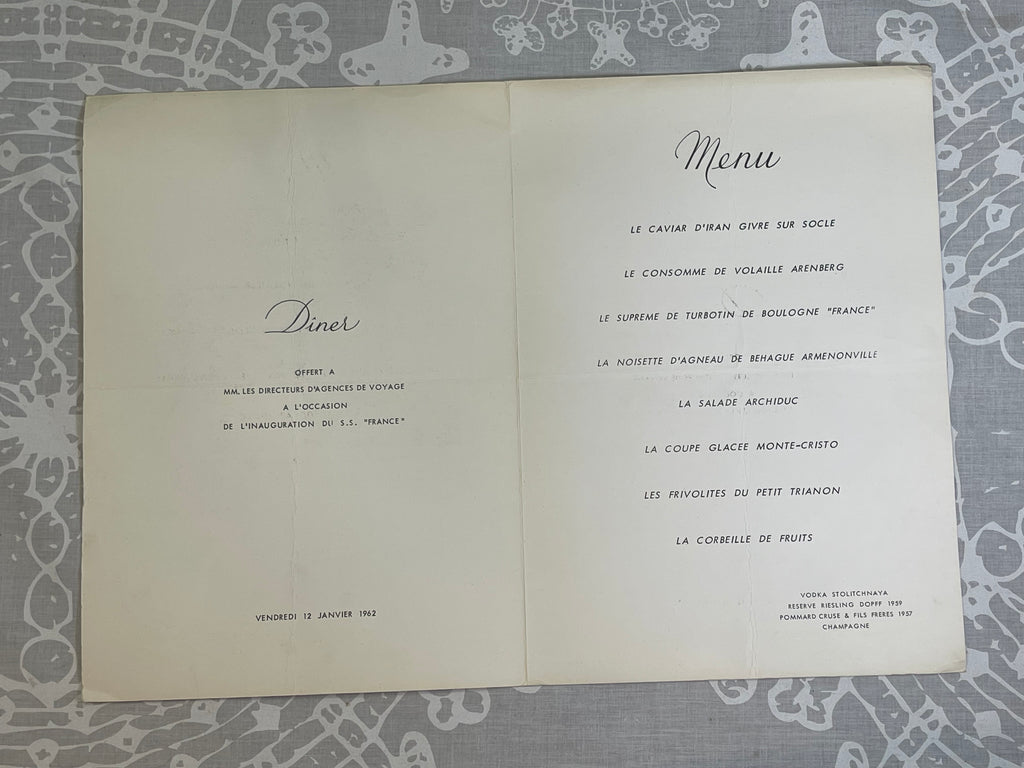 Dîner
OFFERT A
MM. LES DIRECTEURS D'AGENCES DE VOYAGE
A L'OCCASION
DE L'INAUGURATION DU S.S. "FRANCE"
VENDREDI 12 JANVIER 1962
Menu
LE CAVIAR D'IRAN GIVRE SUR SOCLE
LE CONSOMME DE VOLAILLE ARENBERG
LE SUPREME DE TURBOTIN DE BOULOGNE "FRANCE"
LA NOISETTE D'AGNEAU DE BEHAGUE ARMENONVILLE
LA SALADE ARCHIDUC
LA COUPE GLACEE MONTE-CRISTO
LES FRIVOLITES DU PETIT TRIANON
LA CORBEILLE DE FRUITS
VODKA STOLITCHNAYA
RESERVE RIESLING DOPFF 1959
POMMARD CRUSE & FILS FRERES 1957
CHAMPAGNE